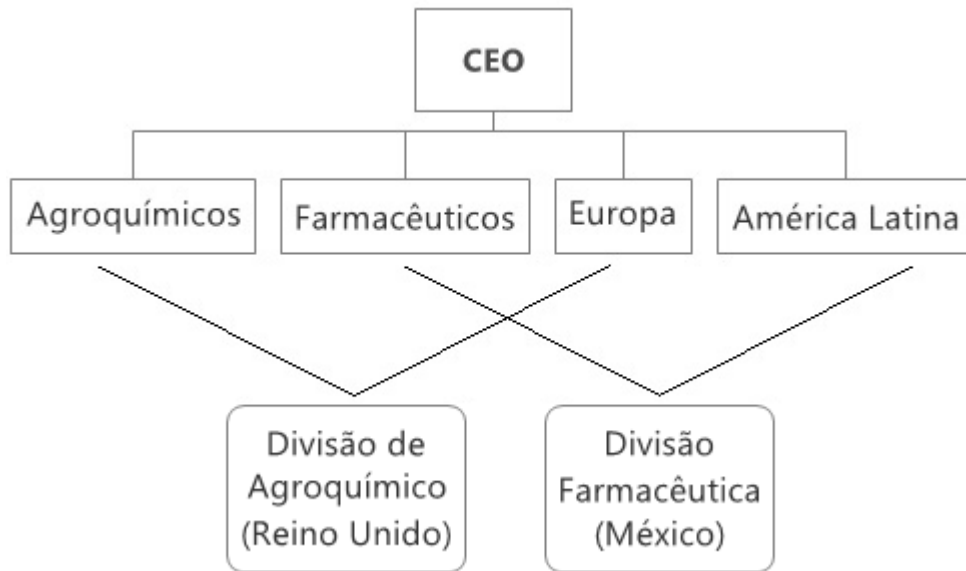 CEO
Agroquímicos
Farmacêuticos
Europa
América Latina
Divisão de
Agroquímico
(Reino Unido)
Divisão
Farmacêutica
(México)